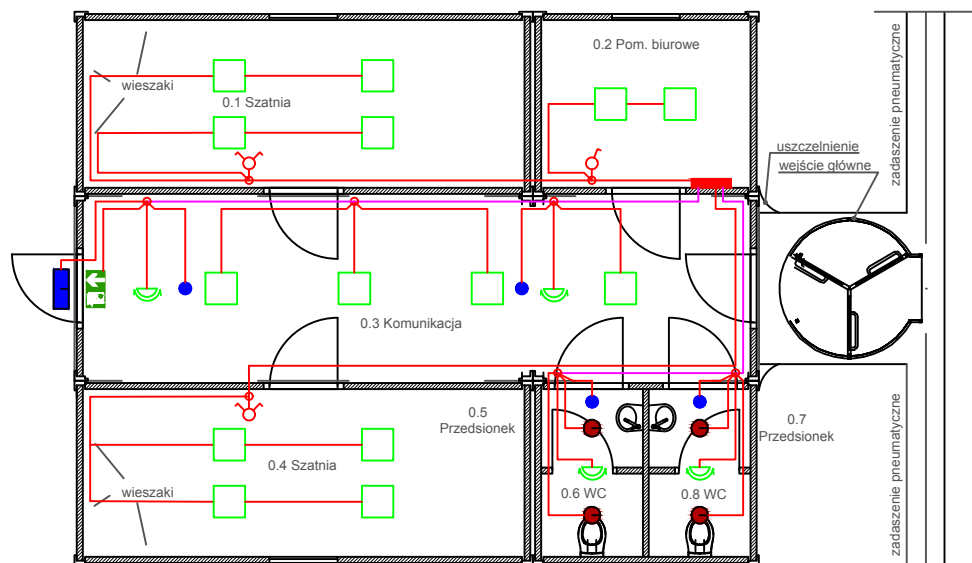 0.2 Pom. biurowe
wieszaki
0.1 Szatnia
zadaszenie pneumatyczne
uszczelnienie
wejście główne
0.3 Komunikacja
0.5
Przedsionek
0.7
Przedsionek
0.4 Szatnia
wieszaki
0.6 WC
0.8 WC
zadaszenie pneumatyczne